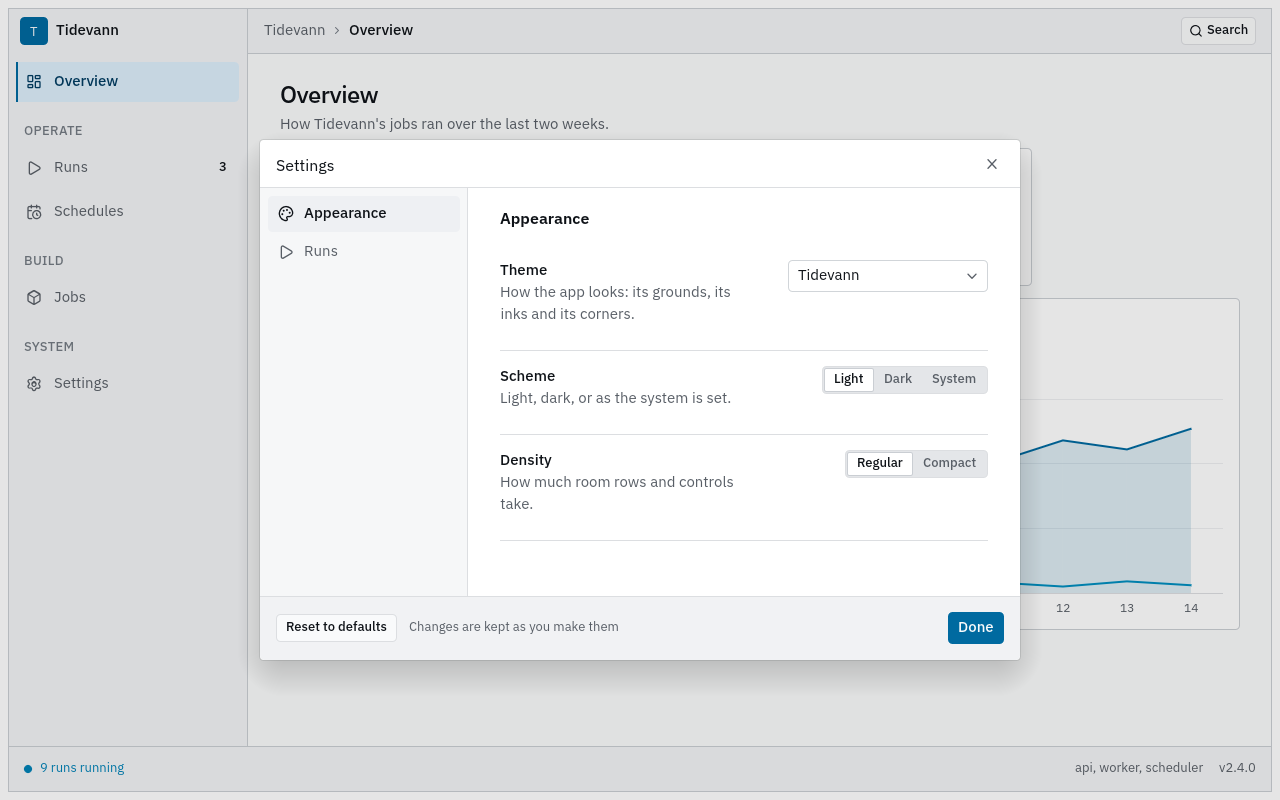 T Tidevann
Tidevann › Overview
Search
Overview
OPERATE
Runs 3
Schedules
BUILD
Jobs
SYSTEM
Settings
Overview
How Tidevann's jobs ran over the last two weeks.
Settings
Appearance
Runs
Appearance
Theme
How the app looks: its grounds, its
inks and its corners.
Tidevann
Scheme
Light, dark, or as the system is set.
Light Dark System
Density
How much room rows and controls
take.
Regular Compact
Reset to defaults
Changes are kept as you make them
Done
12 13 14
9 runs running
api, worker, scheduler v2.4.0